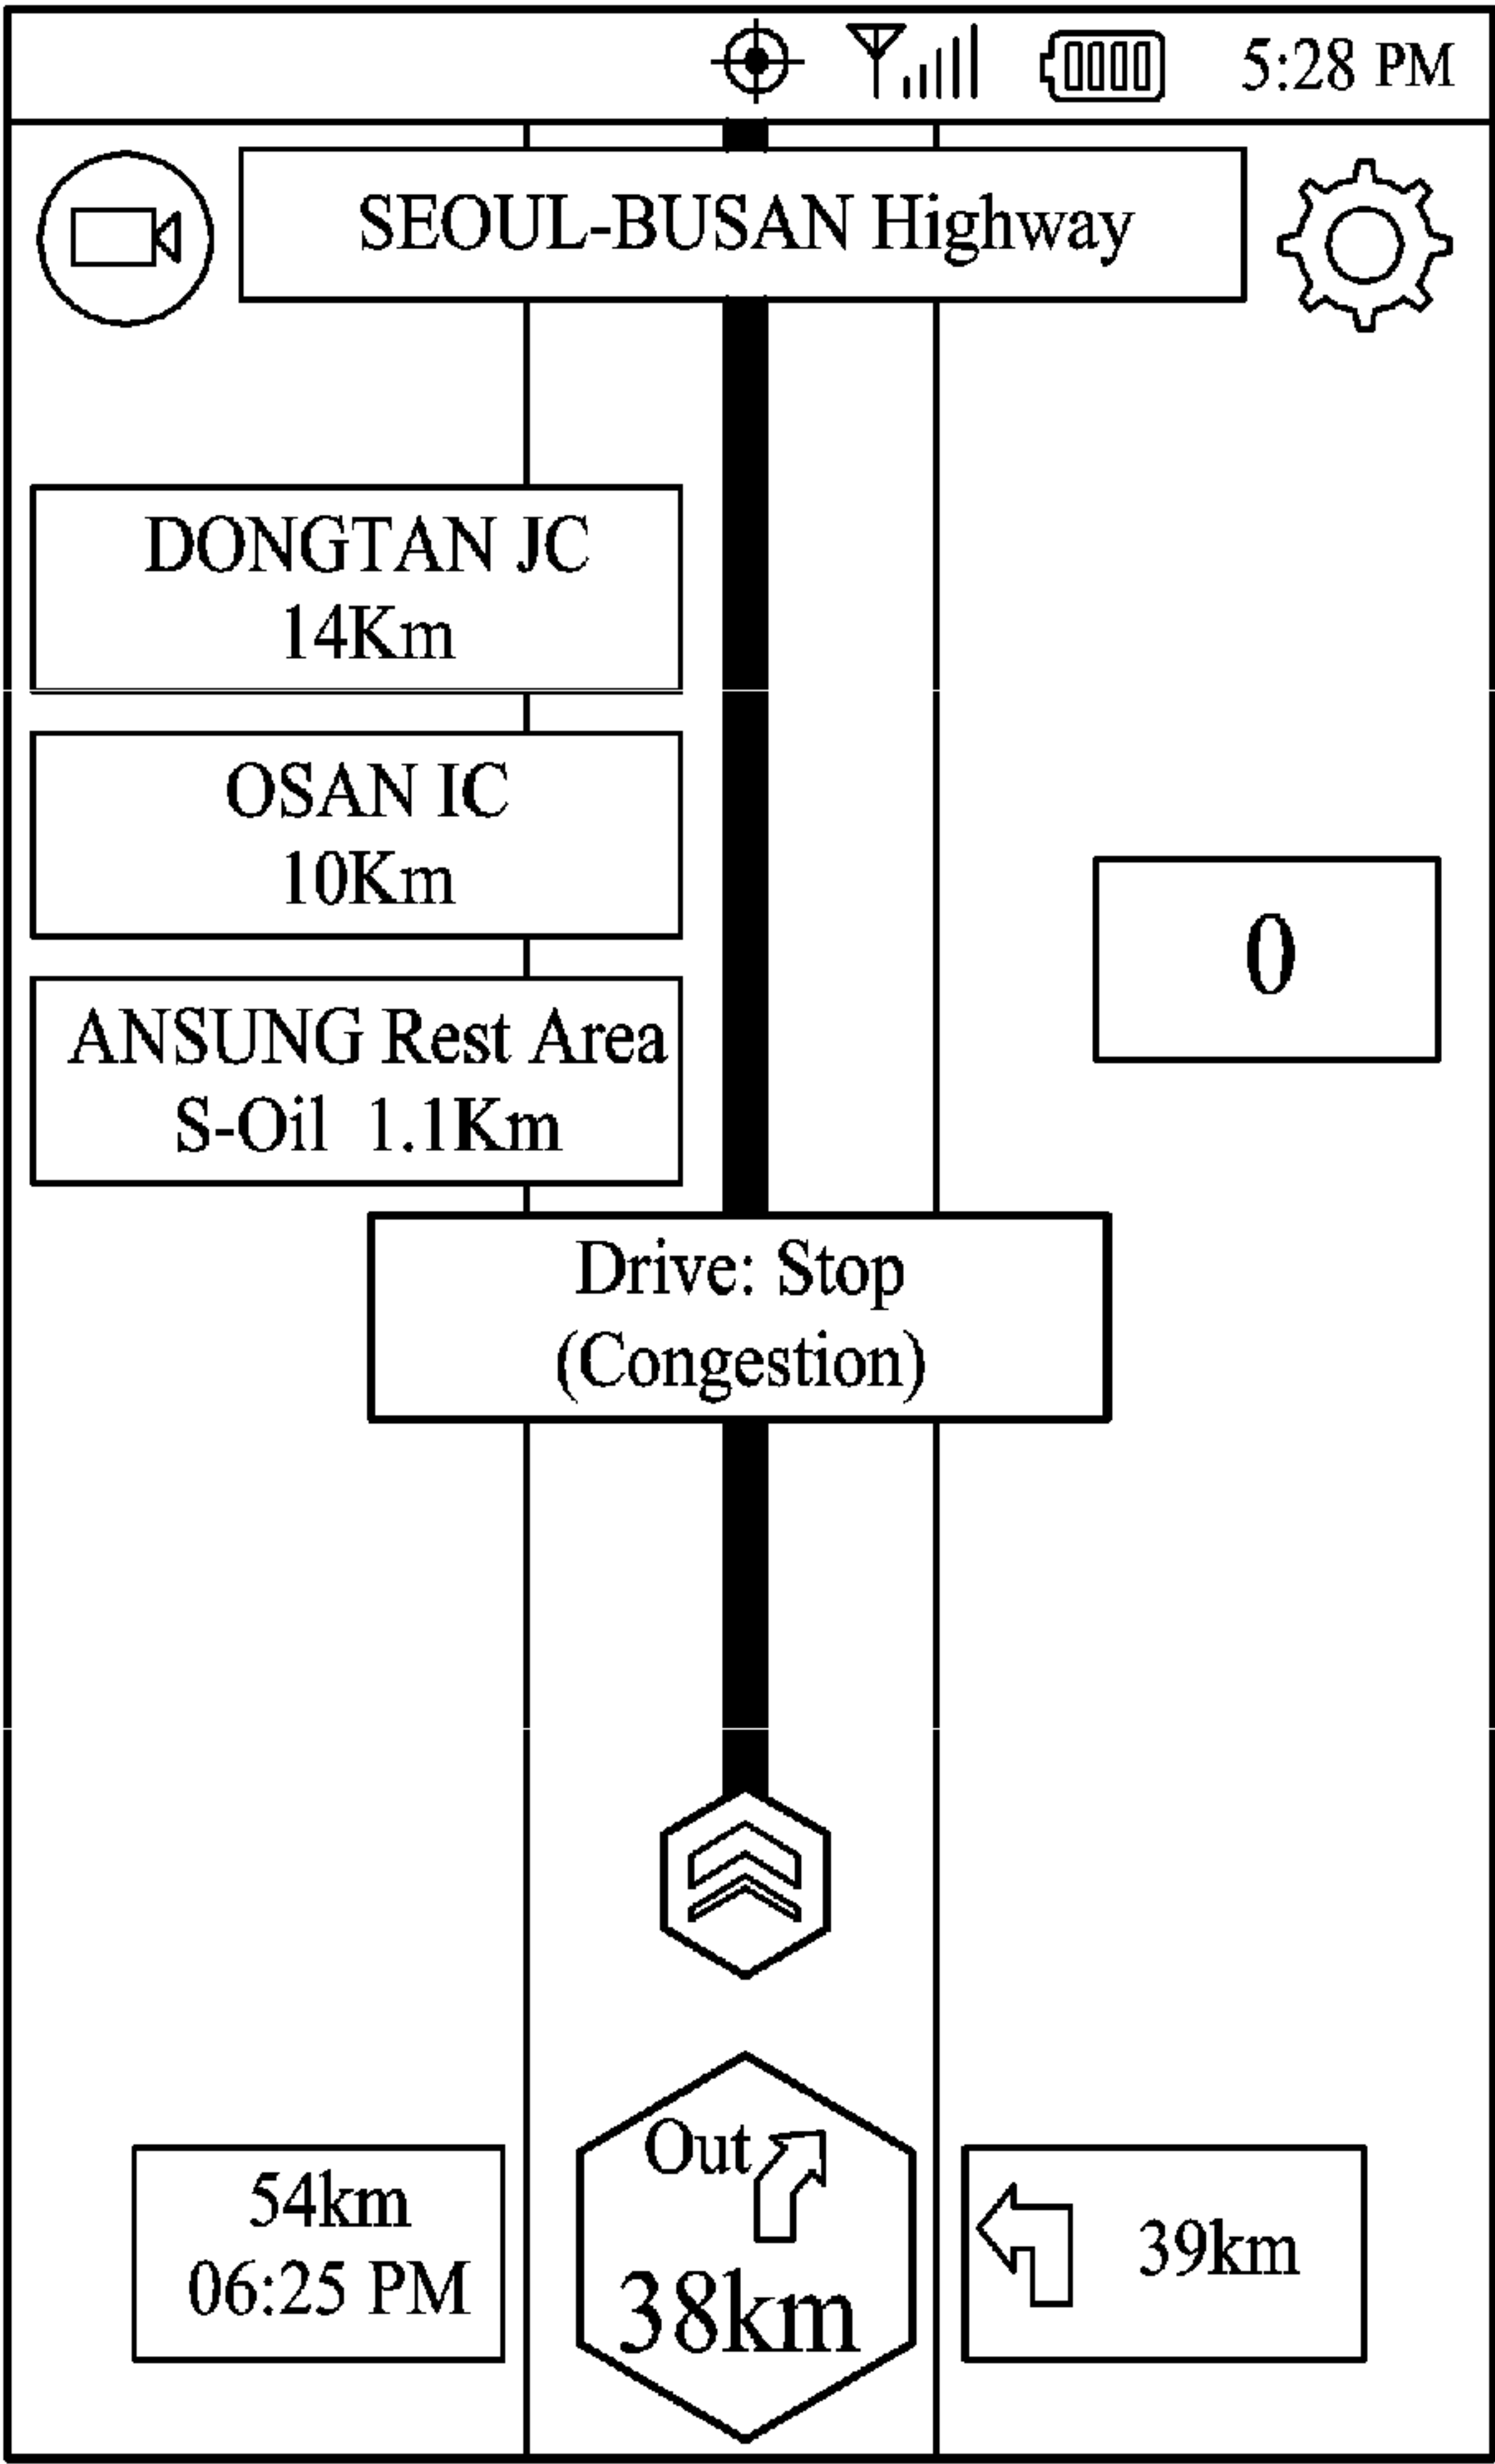 5:28 PM
SEOUL-BUSAN Highway
DONGTAN JC
14Km
OSAN IC
10Km
0
ANSUNG Rest Area
S-Oil 1.1Km
Drive: Stop
(Congestion)
Out
38km
54km
06:25 PM
39km